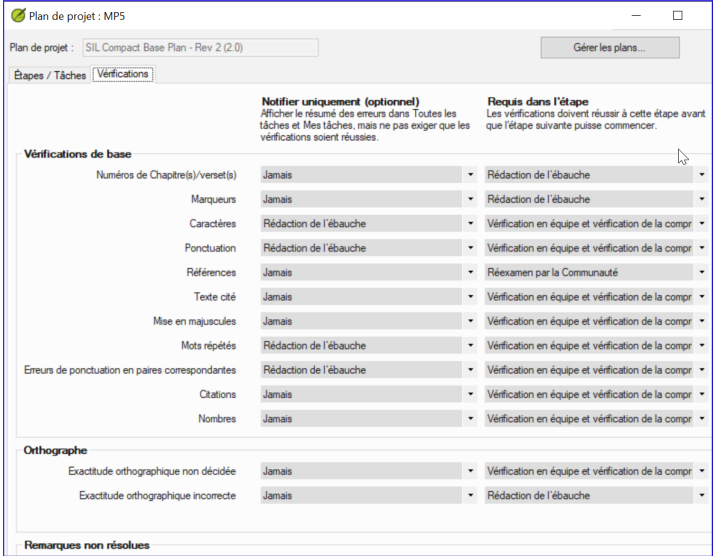 Plan de projet : MP5
Plan de projet : SIL Compact Base Plan - Rev 2 (2.0) Gérer les plans...
Étapes / Tâches Vérifications
Notifier uniquement (optionnel) Requis dans l'étape
Afficher le résumé des erreurs dans Toutes les Les vérifications doivent réussir à cette étape avant
tâches et Mes tâches, mais ne pas exiger que les que l'étape suivante puisse commencer.
vérifications soient réussies.
Vérifications de base
Numéros de Chapitre(s)/verset(s) Jamais Rédaction de l'ébauche
Marqueurs Jamais Rédaction de l'ébauche
Caractères Rédaction de l'ébauche Vérification en équipe et vérification de la compr
Ponctuation Rédaction de l'ébauche Vérification en équipe et vérification de la compr
Références Jamais Réexamen par la Communauté
Texte cité Jamais Vérification en équipe et vérification de la compr
Mise en majuscules Jamais Vérification en équipe et vérification de la compr
Mots répétés Rédaction de l'ébauche Vérification en équipe et vérification de la compr
Erreurs de ponctuation en paires correspondantes Rédaction de l'ébauche Vérification en équipe et vérification de la compr
Citations Jamais Vérification en équipe et vérification de la compr
Nombres Jamais Vérification en équipe et vérification de la compr
Orthographe
Exactitude orthographique non décidée Jamais Vérification en équipe et vérification de la compr
Exactitude orthographique incorrecte Jamais Rédaction de l'ébauche
Remarques non résolues